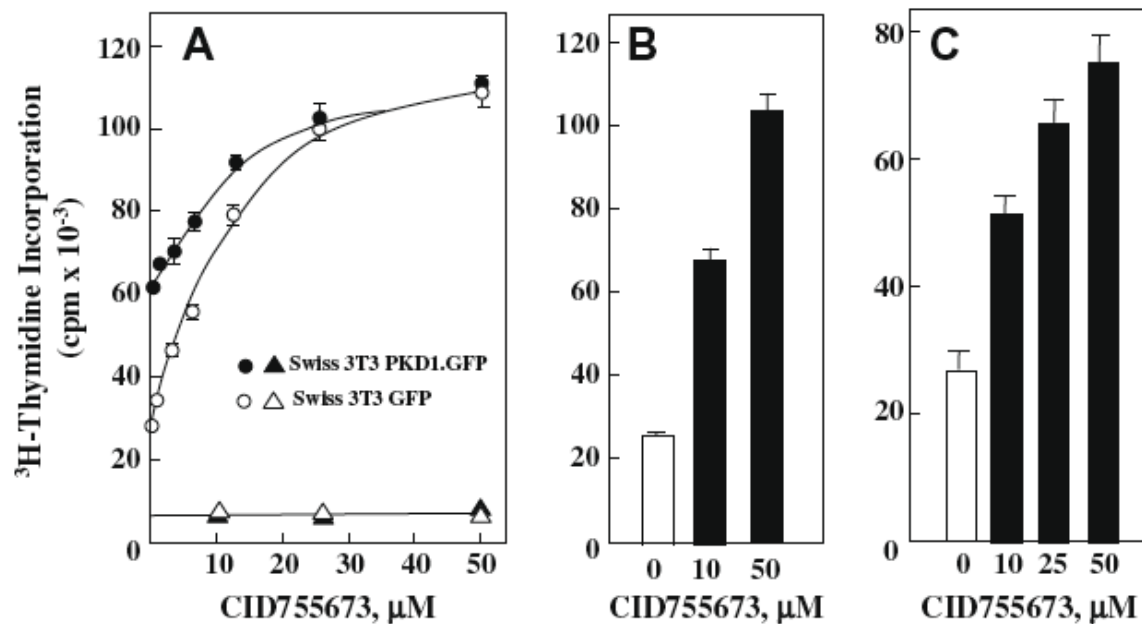 ³H-Thymidine Incorporation
(cpm x 10⁻³)
A
120
100
80
60
40
20
0
● ▲ Swiss 3T3 PKD1.GFP
○ △ Swiss 3T3 GFP
10 20 30 40 50
CID755673, µM
B
120
100
80
60
40
20
0
0 10 50
CID755673, µM
C
80
60
40
20
0
0 10 25 50
CID755673, µM